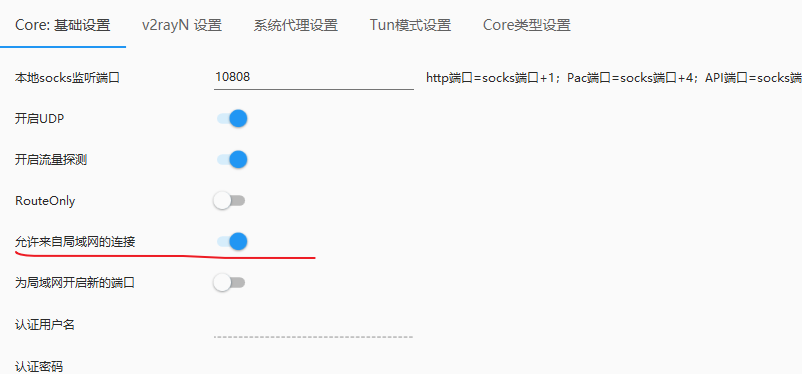 Core: 基础设置 v2rayN 设置 系统代理设置 Tun模式设置 Core类型设置
本地socks监听端口 10808 http端口=socks端口+1；Pac端口=socks端口+4；API端口=socks端
开启UDP
开启流量探测
RouteOnly
允许来自局域网的连接
为局域网开启新的端口
认证用户名
认证密码